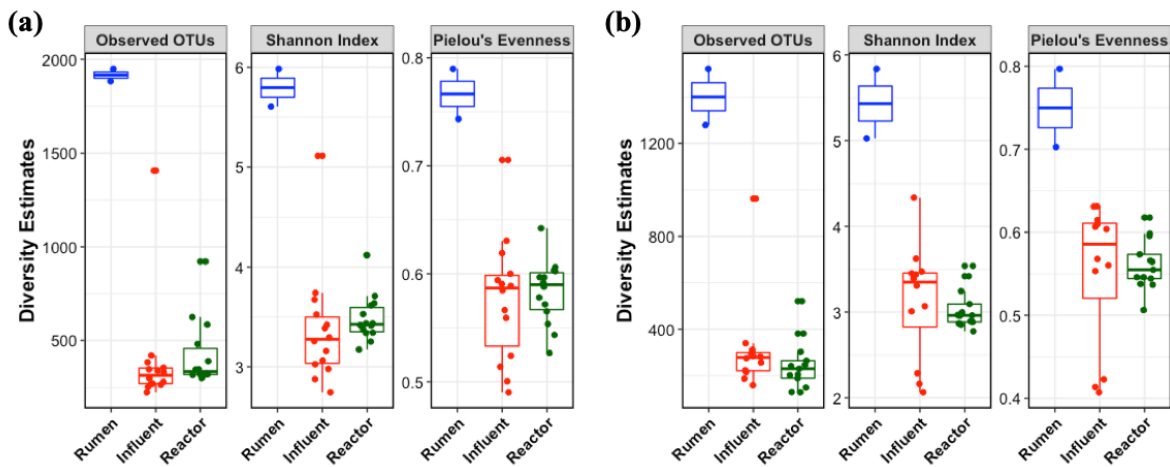 (a)
Observed OTUs
Shannon Index
Pielou's Evenness
Diversity Estimates
2000
1500
1000
500
6
5
4
3
0.8
0.7
0.6
0.5
Rumen
Influent
Reactor
Rumen
Influent
Reactor
Rumen
Influent
Reactor
(b)
Observed OTUs
Shannon Index
Pielou's Evenness
Diversity Estimates
1200
800
400
6
5
4
3
2
0.8
0.7
0.6
0.5
0.4
Rumen
Influent
Reactor
Rumen
Influent
Reactor
Rumen
Influent
Reactor